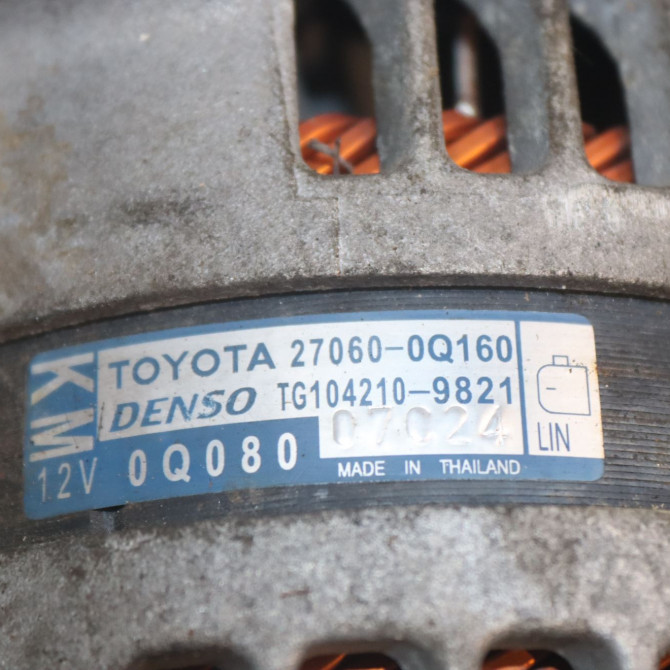 KM
TOYOTA 27060-0Q160
DENSO TG104210-9821
07C24
12V 0Q080
MADE IN THAILAND
LIN